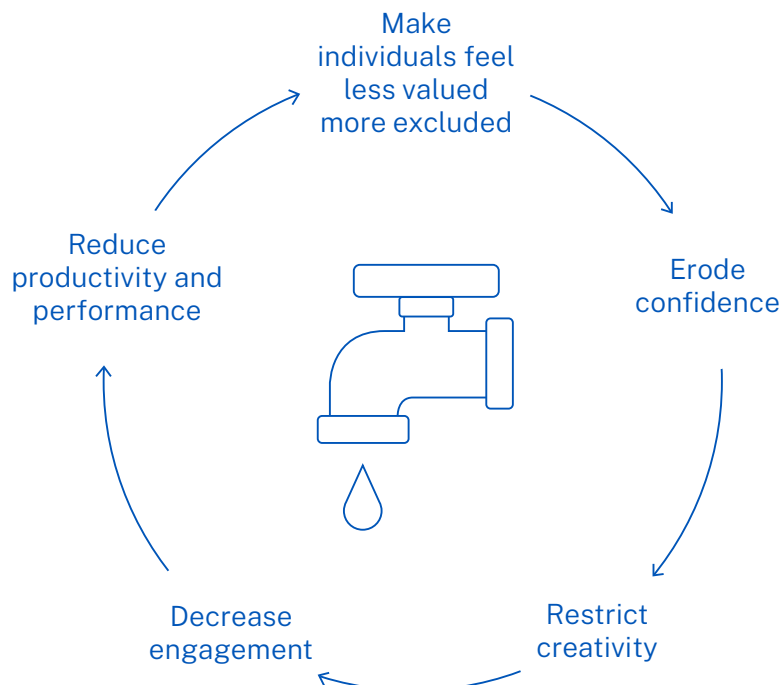 Make
individuals feel
less valued
more excluded
Erode
confidence
Restrict
creativity
Decrease
engagement
Reduce
productivity and
performance